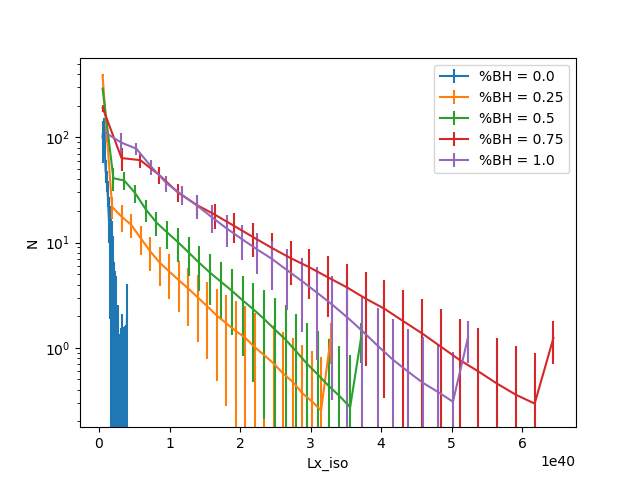 %BH = 0.0
%BH = 0.25
%BH = 0.5
%BH = 0.75
%BH = 1.0
10²
10¹
10⁰
N
0 1 2 3 4 5 6
1e40
Lx_iso